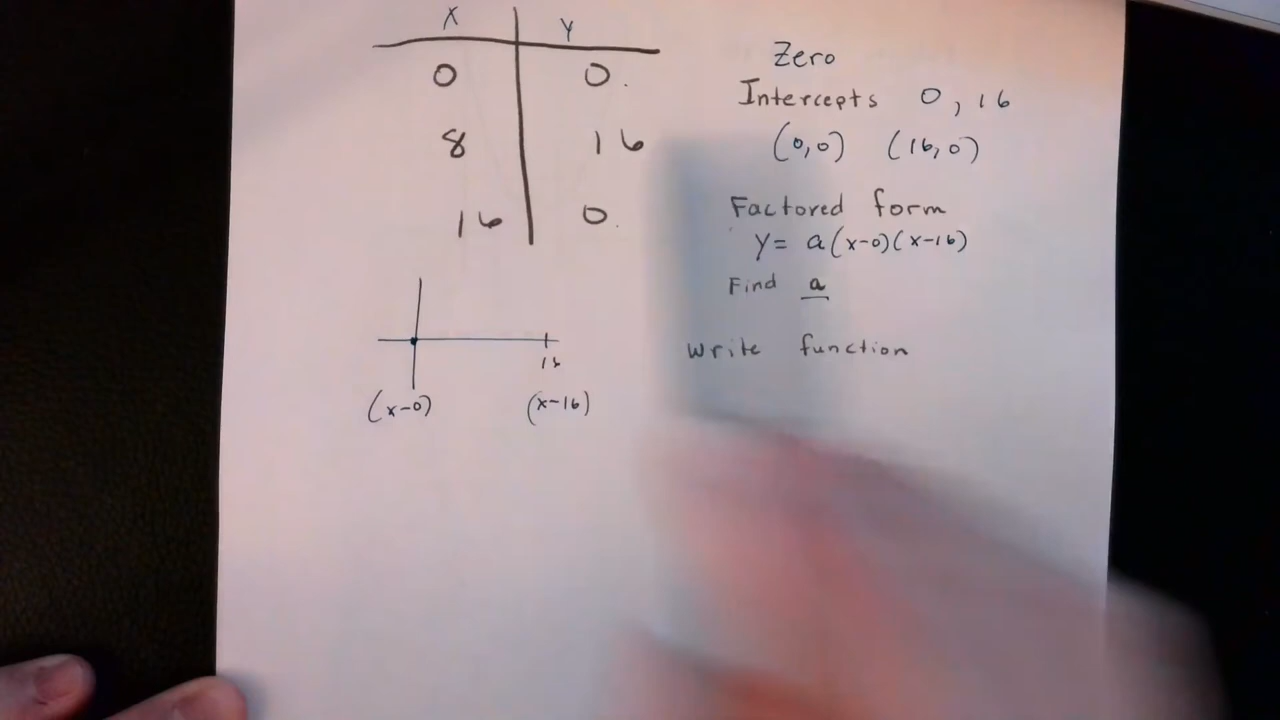 X Y
0 0.
8 16
16 0.
16
(x-0) (x-16)
Zero
Intercepts 0, 16
(0,0) (16,0)
Factored form
y= a(x-0)(x-16)
Find a
Write function